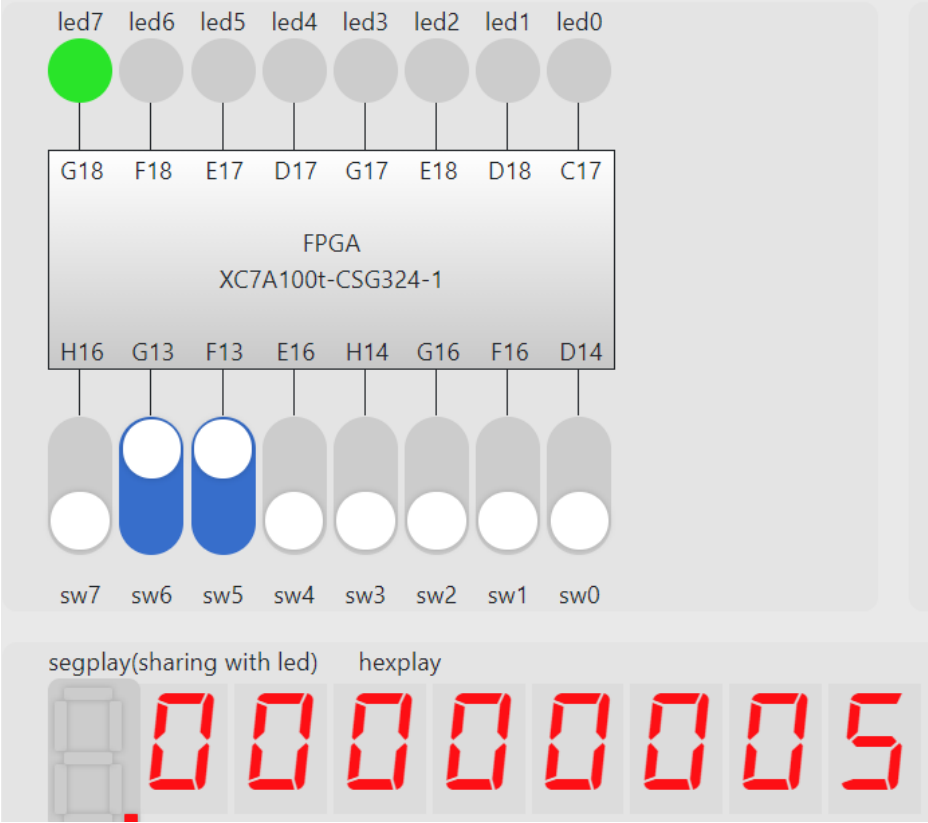 led7 led6 led5 led4 led3 led2 led1 led0
G18 F18 E17 D17 G17 E18 D18 C17
FPGA
XC7A100t-CSG324-1
H16 G13 F13 E16 H14 G16 F16 D14
sw7 sw6 sw5 sw4 sw3 sw2 sw1 sw0
segplay(sharing with led) hexplay
00000005